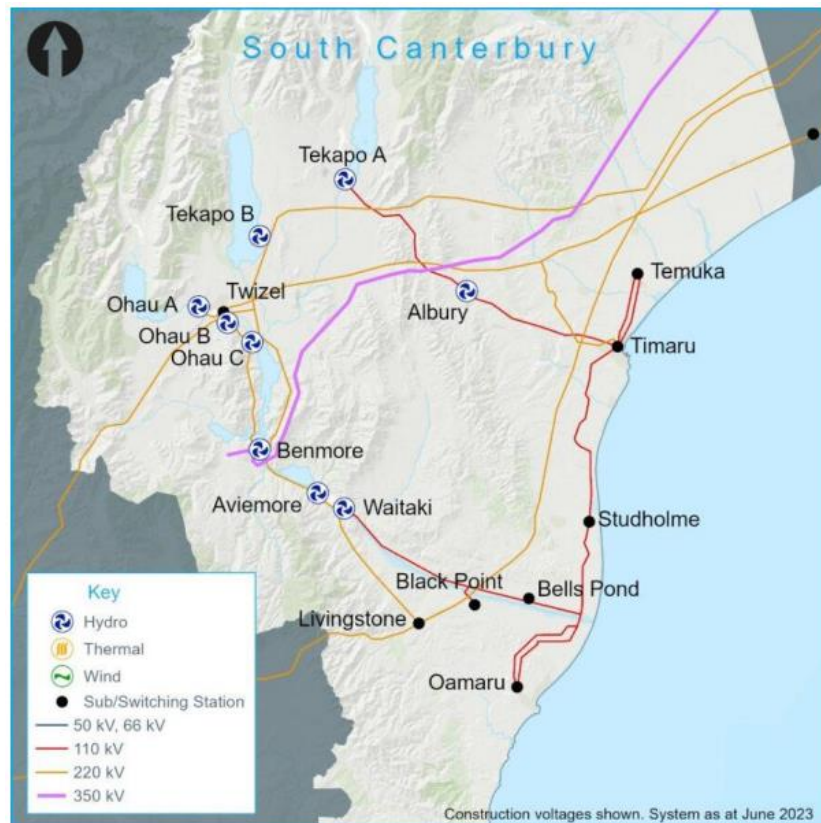 South Canterbury
Tekapo A
Tekapo B
Ohau A
Twizel
Ohau B
Ohau C
Albury
Temuka
Timaru
Benmore
Aviemore
Waitaki
Studholme
Black Point
Bells Pond
Livingstone
Oamaru
Key
Hydro
Thermal
Wind
Sub/Switching Station
50 kV, 66 kV
110 kV
220 kV
350 kV
Construction voltages shown. System as at June 2023